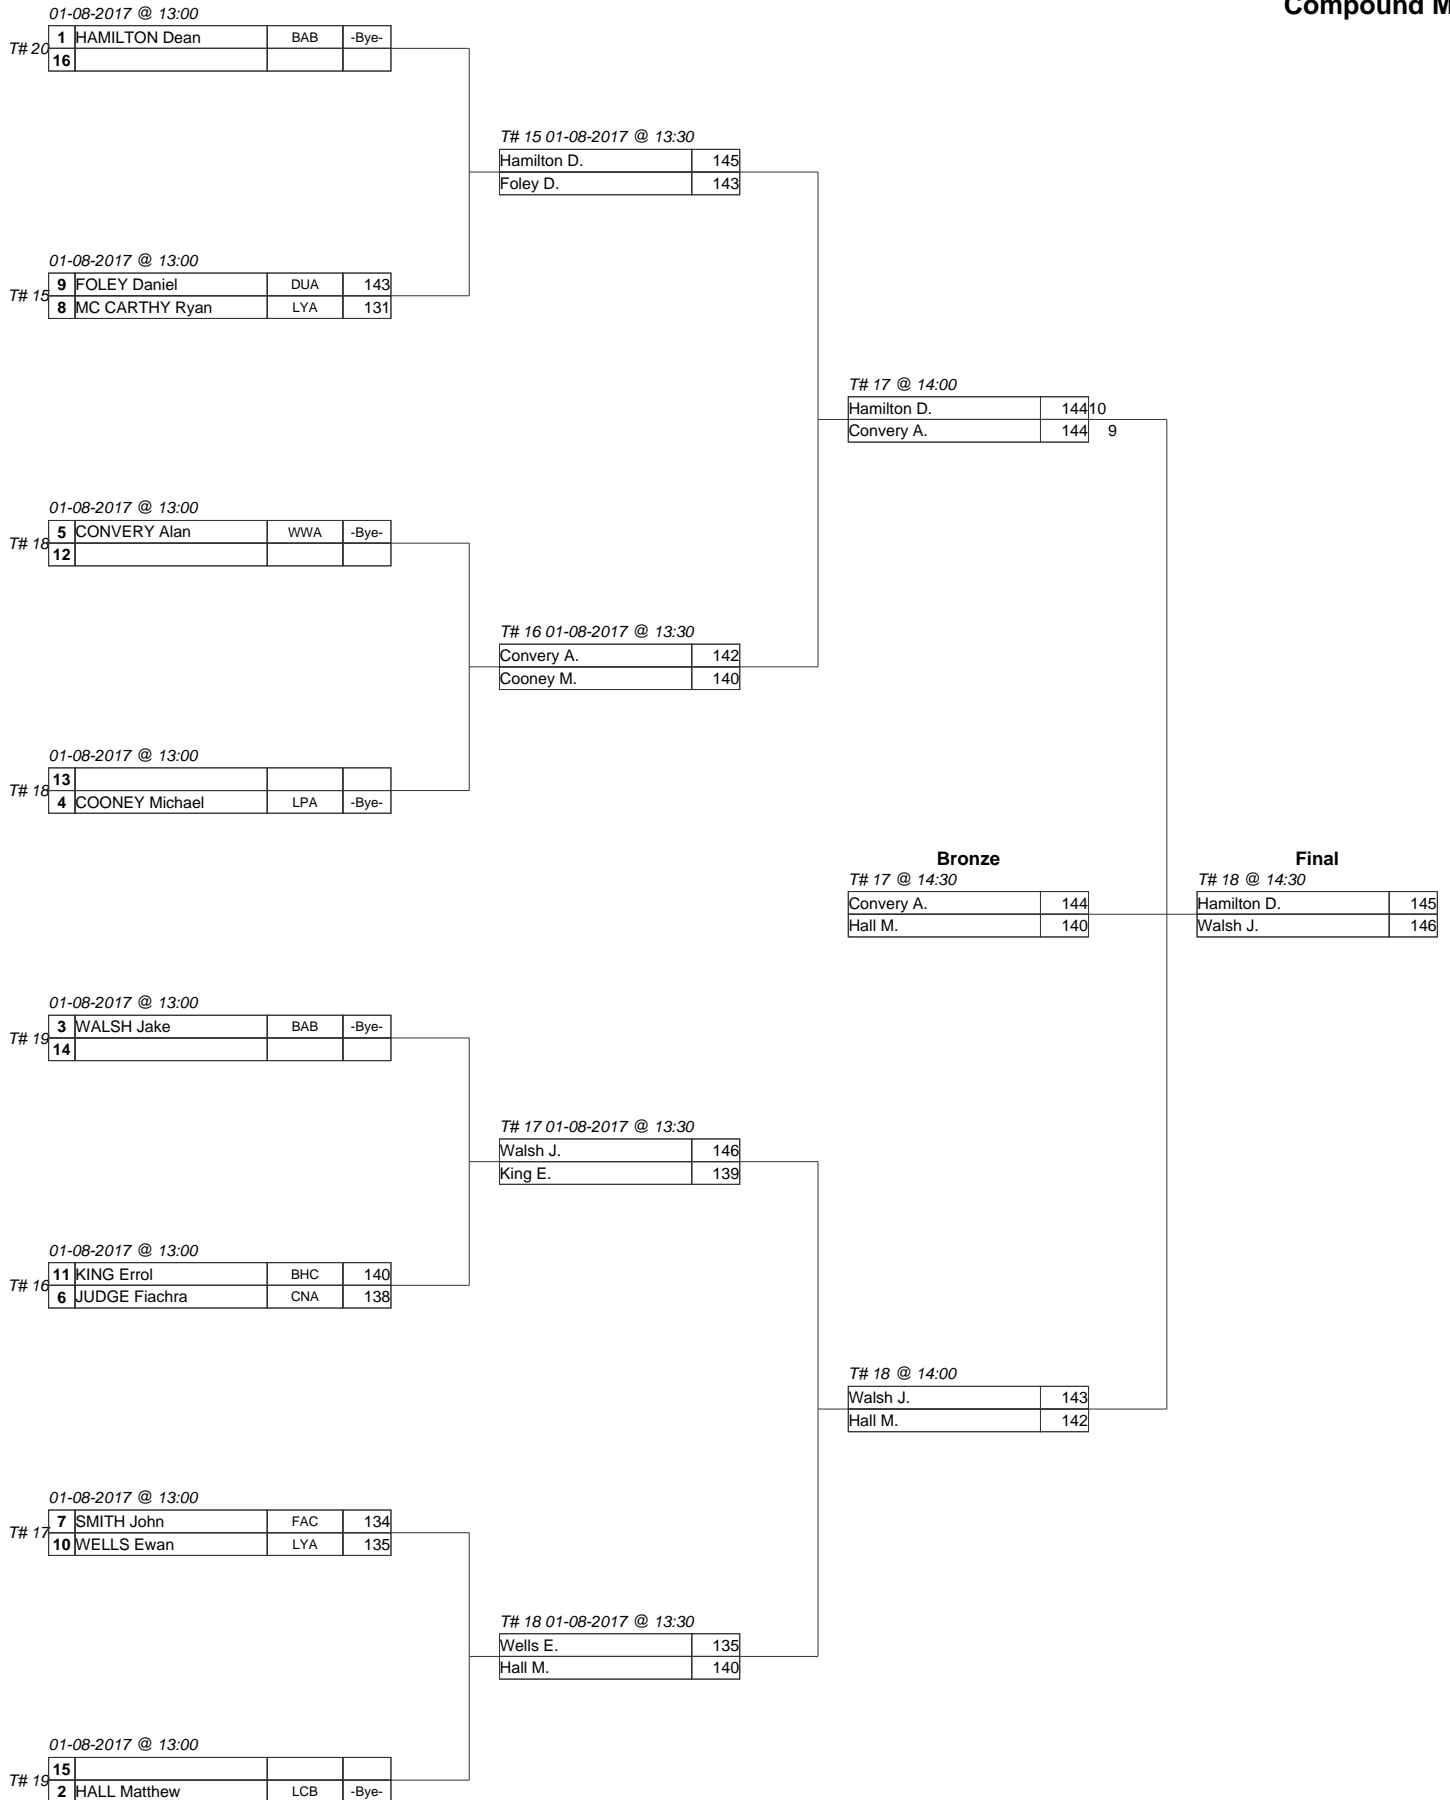 Compound M
01-08-2017 @ 13:00
T# 20
1 HAMILTON Dean BAB -Bye-
16
T# 15 01-08-2017 @ 13:30
Hamilton D. 145
Foley D. 143
01-08-2017 @ 13:00
T# 15
9 FOLEY Daniel DUA 143
8 MC CARTHY Ryan LYA 131
T# 17 @ 14:00
Hamilton D. 144 10
Convery A. 144 9
01-08-2017 @ 13:00
T# 18
5 CONVERY Alan WWA -Bye-
12
T# 16 01-08-2017 @ 13:30
Convery A. 142
Cooney M. 140
01-08-2017 @ 13:00
T# 18
13
4 COONEY Michael LPA -Bye-
Bronze
T# 17 @ 14:30
Convery A. 144
Hall M. 140
Final
T# 18 @ 14:30
Hamilton D. 145
Walsh J. 146
01-08-2017 @ 13:00
T# 19
3 WALSH Jake BAB -Bye-
14
T# 17 01-08-2017 @ 13:30
Walsh J. 146
King E. 139
01-08-2017 @ 13:00
T# 16
11 KING Errol BHC 140
6 JUDGE Fiachra CNA 138
T# 18 @ 14:00
Walsh J. 143
Hall M. 142
01-08-2017 @ 13:00
T# 17
7 SMITH John FAC 134
10 WELLS Ewan LYA 135
T# 18 01-08-2017 @ 13:30
Wells E. 135
Hall M. 140
01-08-2017 @ 13:00
T# 19
15
2 HALL Matthew LCB -Bye-